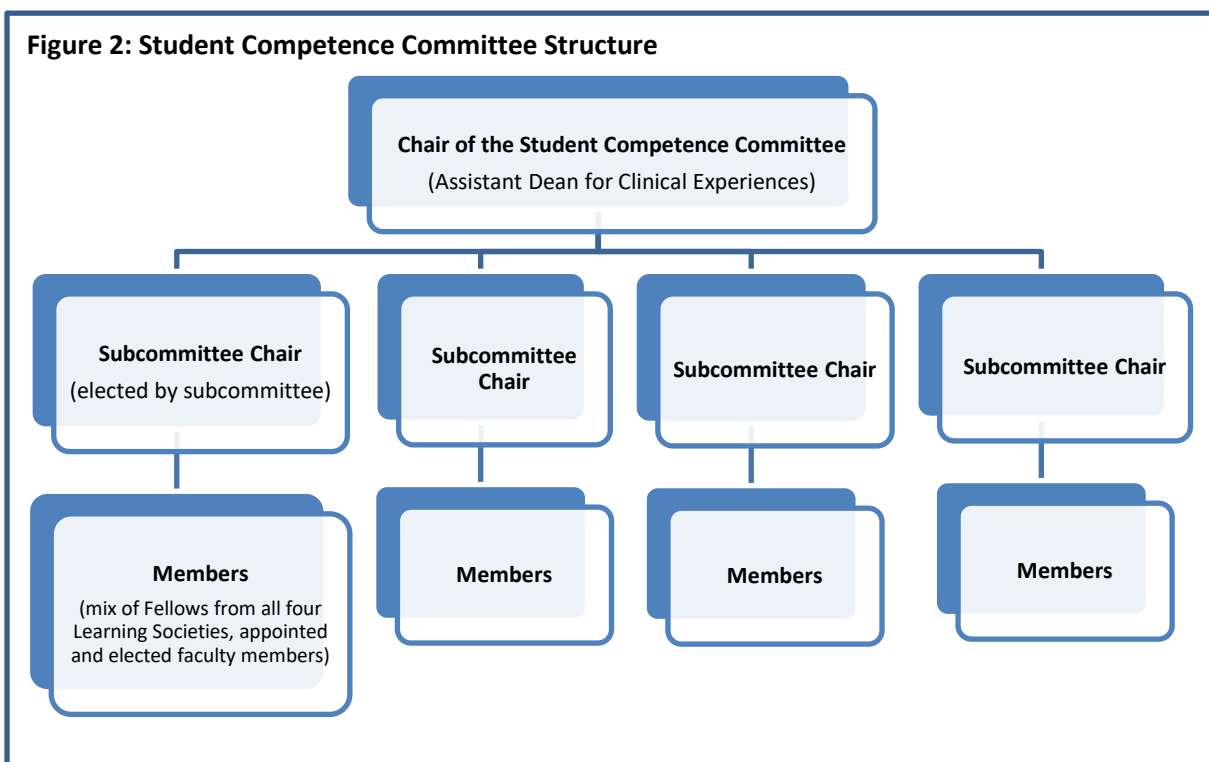 Figure 2: Student Competence Committee Structure
Chair of the Student Competence Committee
(Assistant Dean for Clinical Experiences)
Subcommittee Chair
(elected by subcommittee)
Subcommittee
Chair
Subcommittee Chair
Subcommittee Chair
Members
(mix of Fellows from all four
Learning Societies, appointed
and elected faculty members)
Members
Members
Members